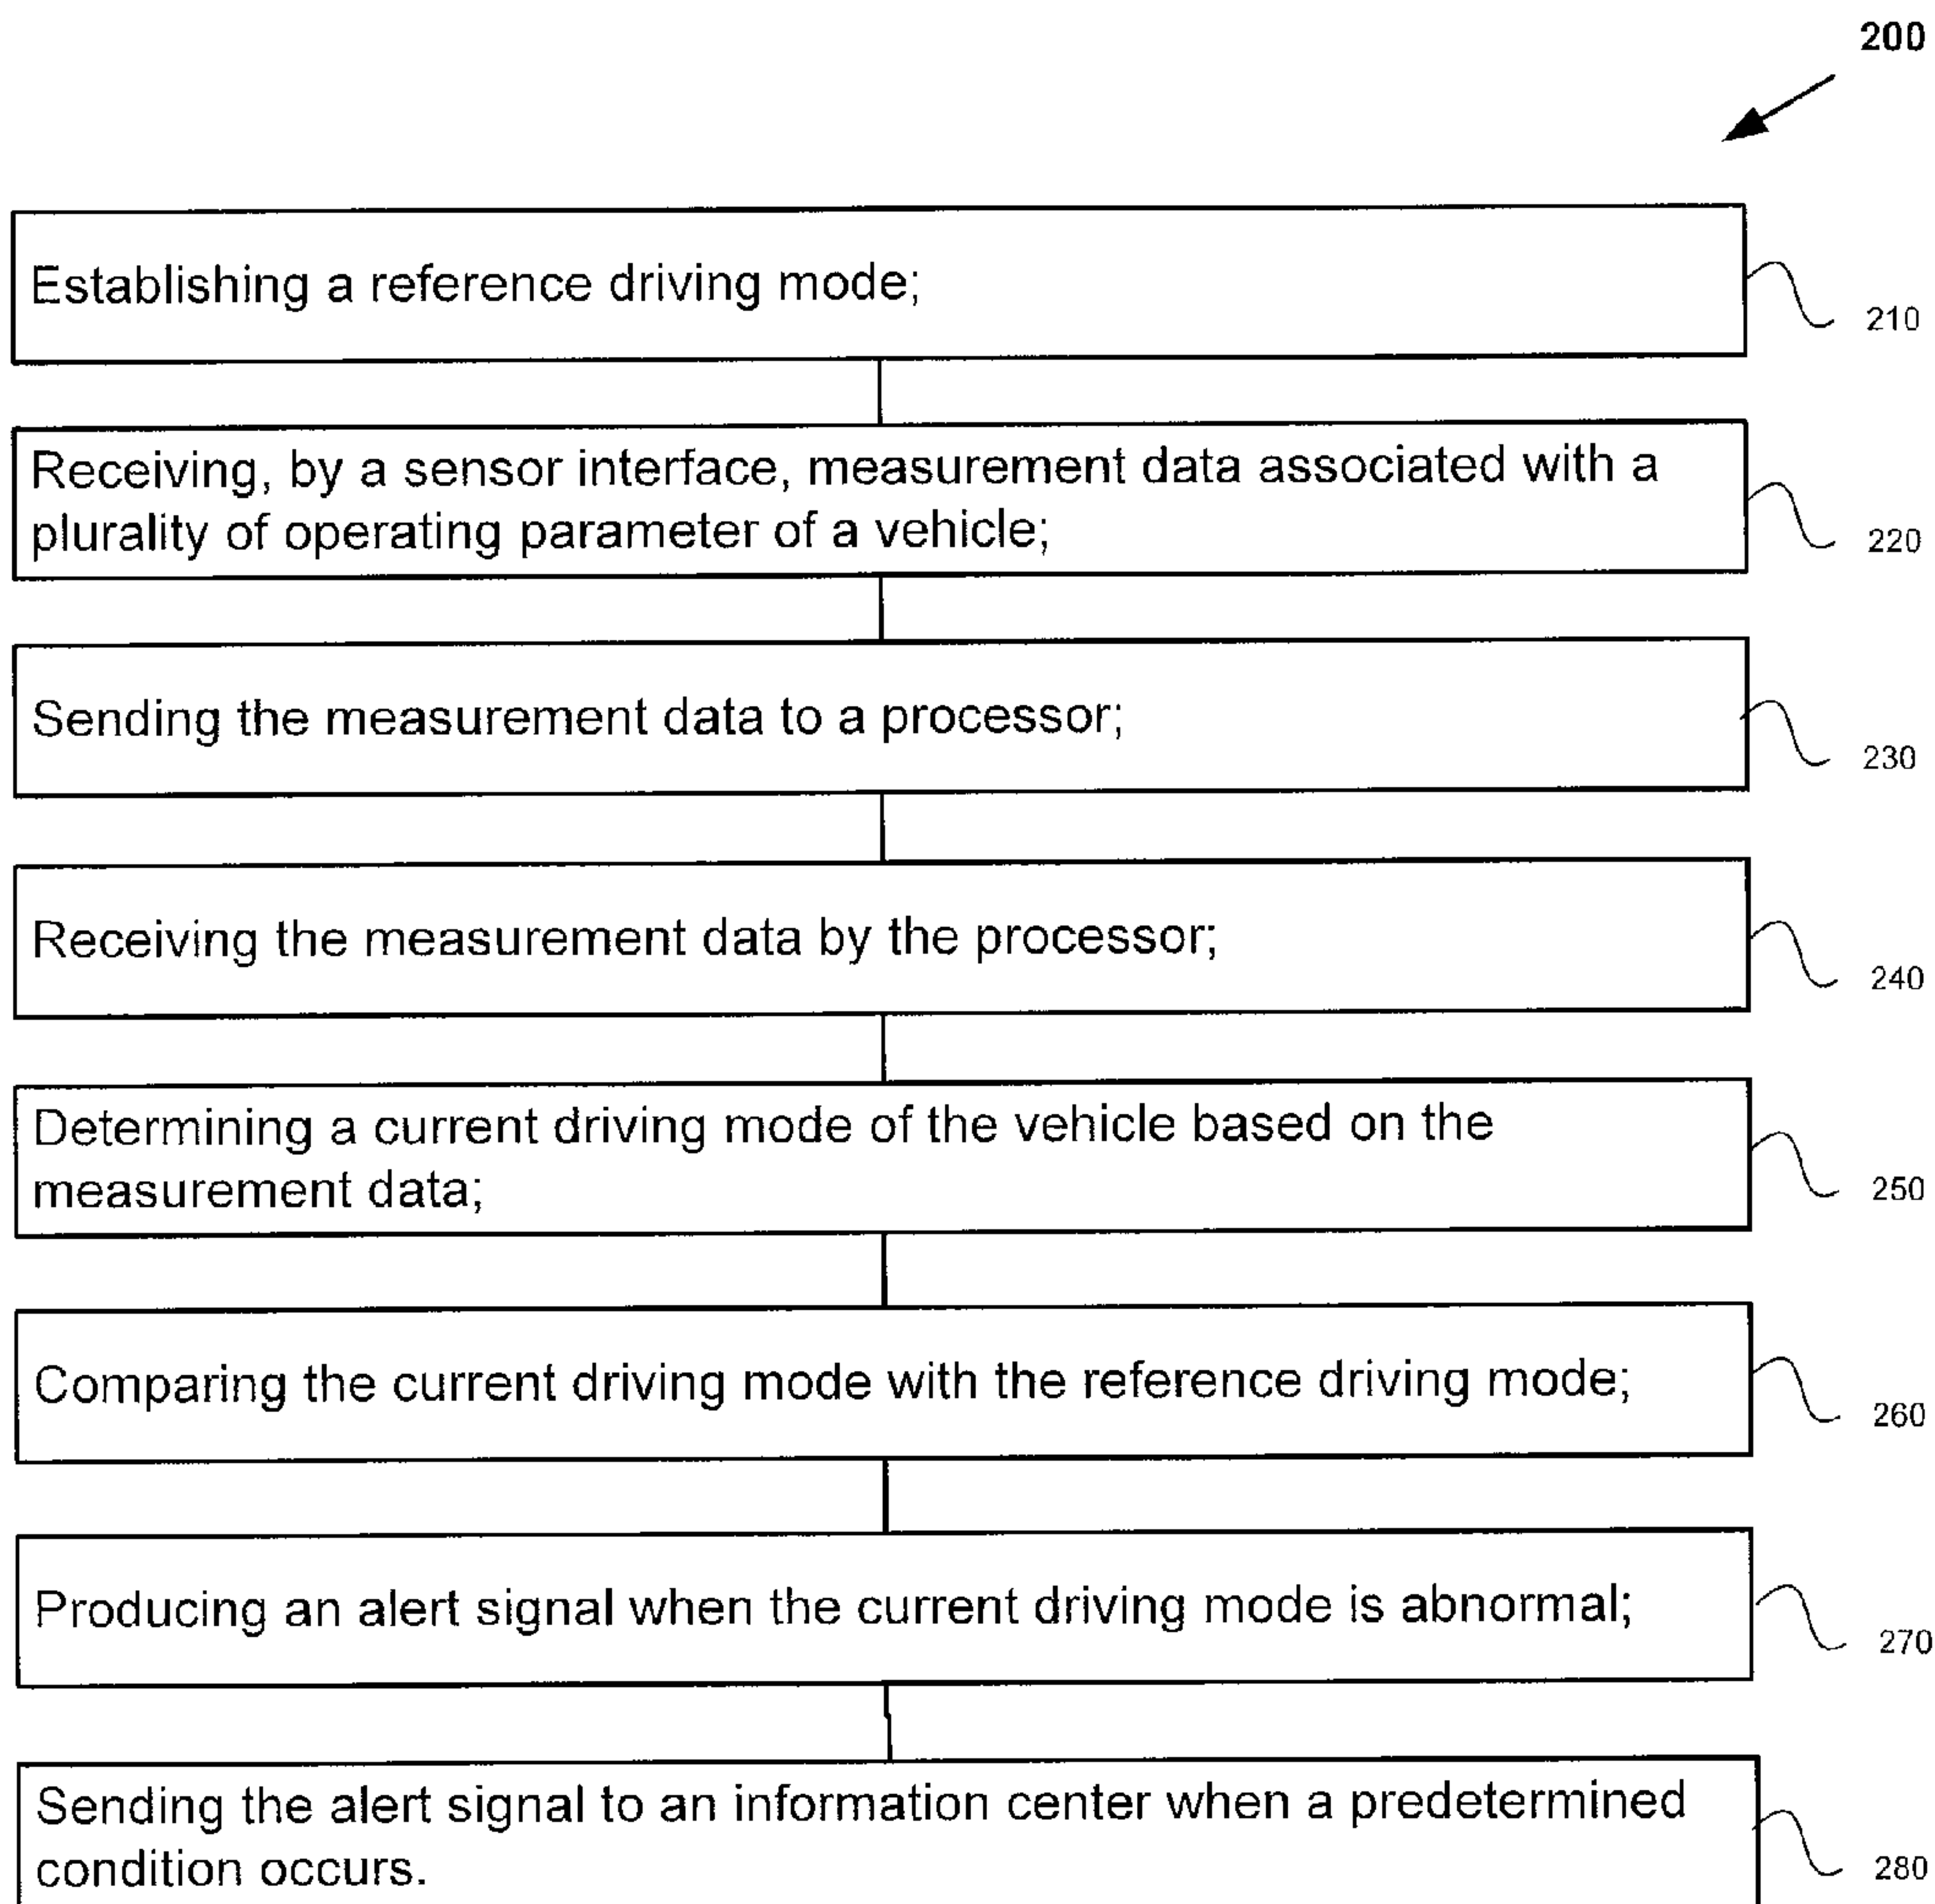 200
Establishing a reference driving mode;
210
Receiving, by a sensor interface, measurement data associated with a
plurality of operating parameter of a vehicle;
220
Sending the measurement data to a processor;
230
Receiving the measurement data by the processor;
240
Determining a current driving mode of the vehicle based on the
measurement data;
250
Comparing the current driving mode with the reference driving mode;
260
Producing an alert signal when the current driving mode is abnormal;
270
Sending the alert signal to an information center when a predetermined
condition occurs.
280